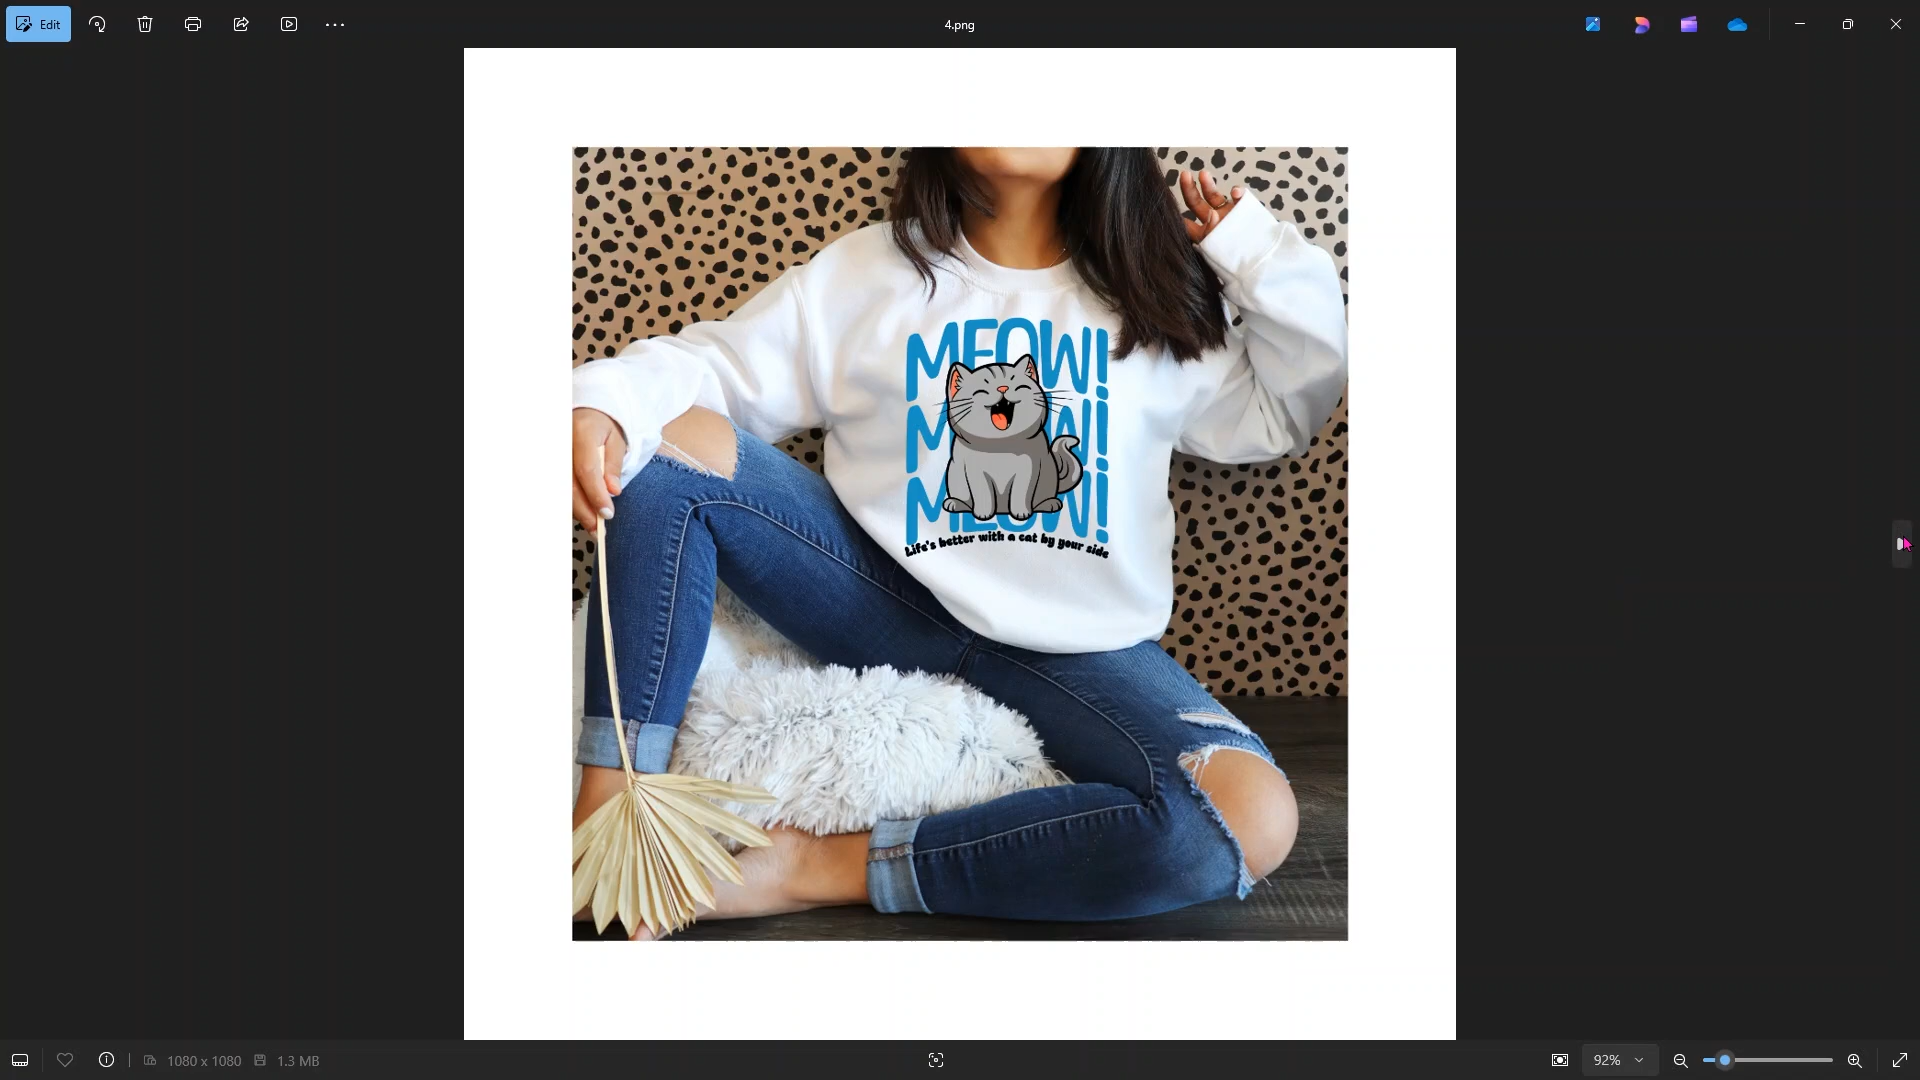 Edit
4.png
MEOW!
MEOW!
MEOW!
Life's better with a cat by your side
1080 x 1080
1.3 MB
92%